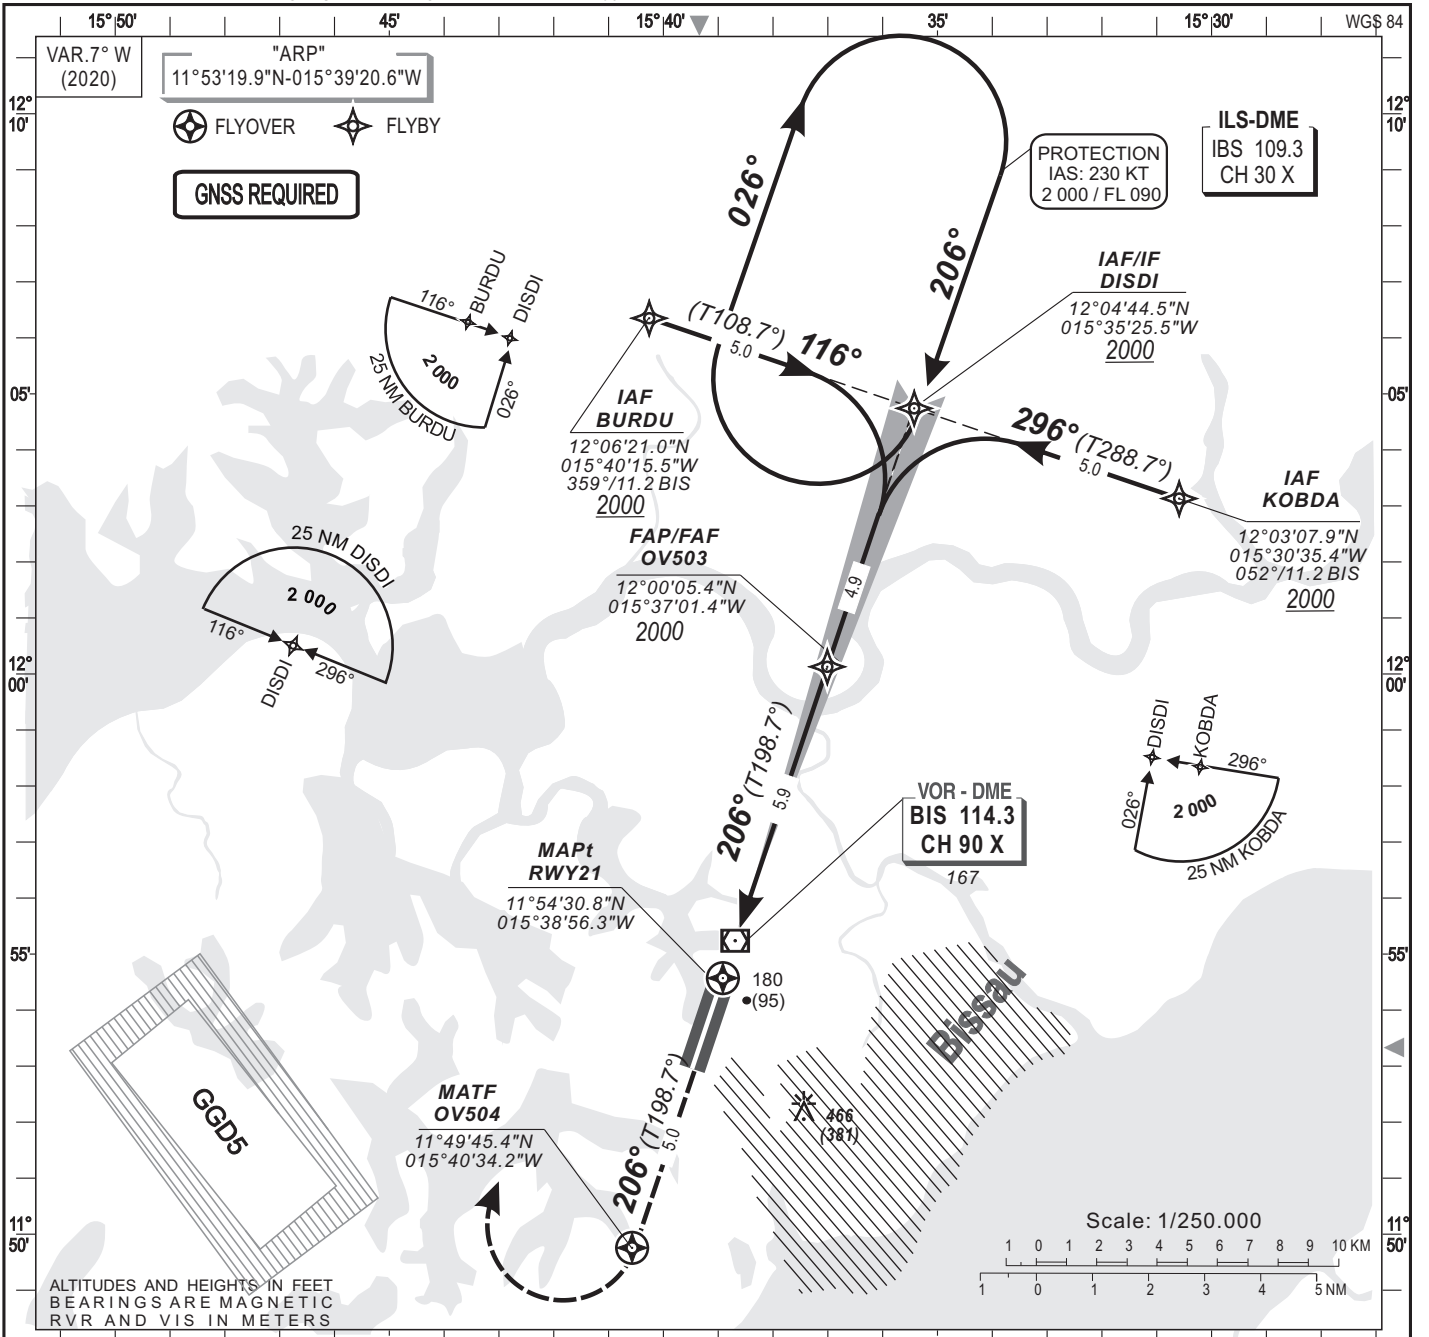 15°50'
45'
15°40'
35'
15°30'
WGS 84
VAR.7° W
(2020)
"ARP"
11°53'19.9"N-015°39'20.6"W
FLYOVER
FLYBY
GNSS REQUIRED
12°
10'
12°
10'
ILS-DME
IBS 109.3
CH 30 X
PROTECTION
IAS: 230 KT
2 000 / FL 090
026°
206°
IAF/IF
DISDI
12°04'44.5"N
015°35'25.5"W
2000
116°
BURDU
DISDI
2 000
026°
25 NM BURDU
(T108.7°)
5.0
116°
05'
05'
IAF
BURDU
12°06'21.0"N
015°40'15.5"W
359°/11.2 BIS
2000
296° (T288.7°)
5.0
IAF
KOBDA
12°03'07.9"N
015°30'35.4"W
052°/11.2 BIS
2000
FAP/FAF
OV503
12°00'05.4"N
015°37'01.4"W
2000
4.9
25 NM DISDI
2 000
116°
296°
DISDI
12°
00'
12°
00'
DISDI
KOBDA
296°
026°
2 000
25 NM KOBDA
206° (T198.7°)
5.9
VOR - DME
BIS 114.3
CH 90 X
167
MAPt
RWY21
11°54'30.8"N
015°38'56.3"W
55'
55'
180
(95)
Bissau
GGD5
466
(381)
MATF
OV504
11°49'45.4"N
015°40'34.2"W
206° (T198.7°)
5.0
11°
50'
11°
50'
Scale: 1/250.000
1 0 1 2 3 4 5 6 7 8 9 10 KM
1 0 1 2 3 4 5 NM
ALTITUDES AND HEIGHTS IN FEET
BEARINGS ARE MAGNETIC
RVR AND VIS IN METERS